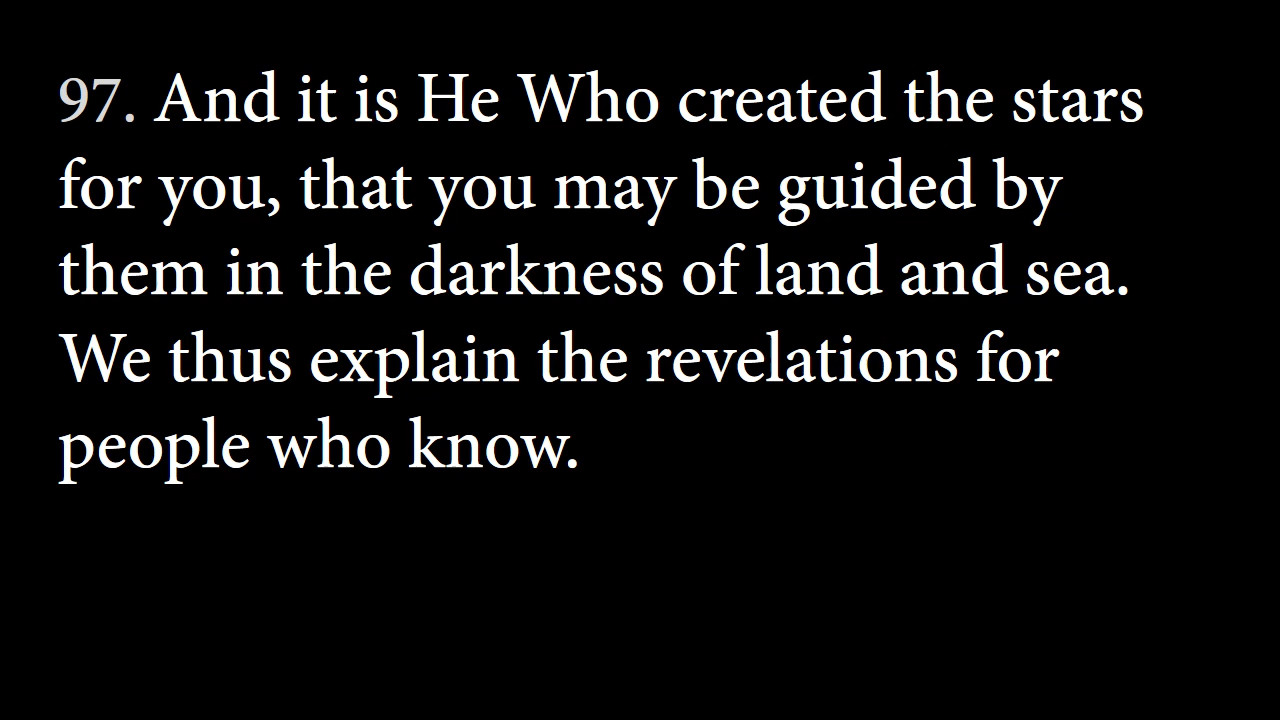 97. And it is He Who created the stars
for you, that you may be guided by
them in the darkness of land and sea.
We thus explain the revelations for
people who know.